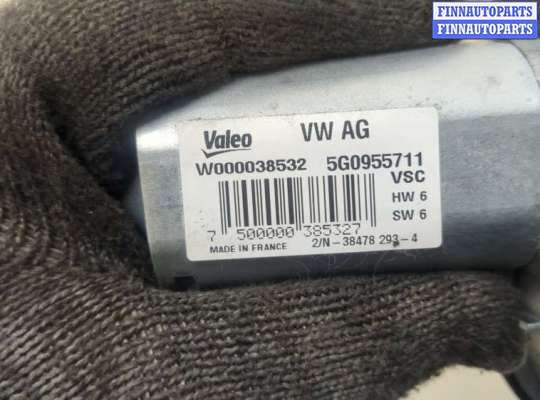 FINNAUTOPARTS
FINNAUTOPARTS
Valeo VW AG
W000038532 5G0955711
VSC
HW 6
SW 6
7 500000 385327
MADE IN FRANCE 2/N-38478 293-4